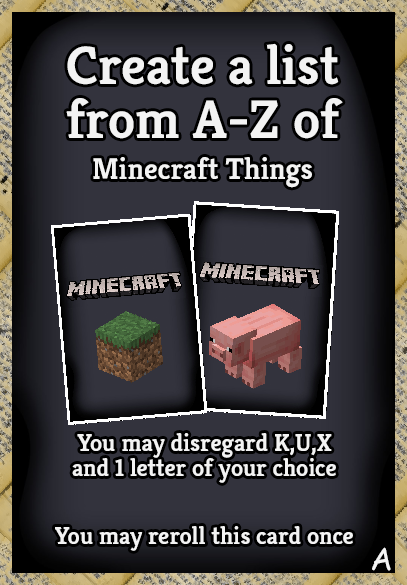 Create a list
from A-Z of
Minecraft Things
MINECRAFT
MINECRAFT
You may disregard K,U,X
and 1 letter of your choice
You may reroll this card once
A